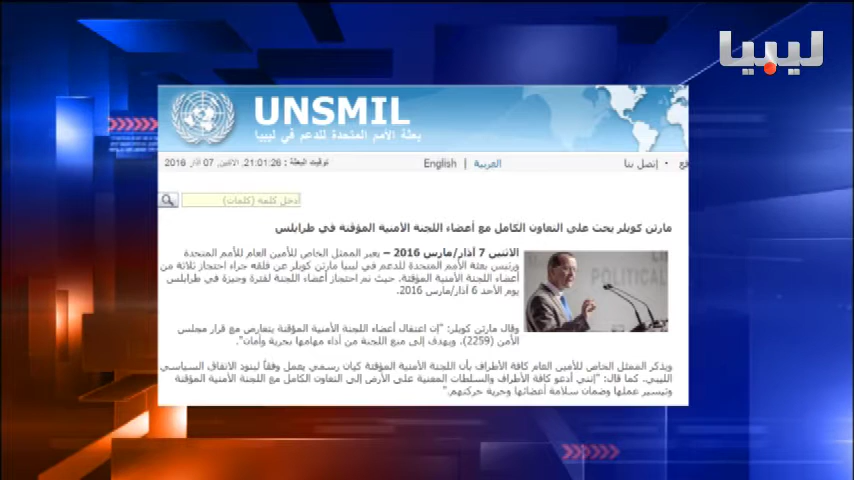 ليبيا
UNSMIL
بعثة الأمم المتحدة للدعم في ليبيا
توقيت البعثة : 21:01:26, الاثنين, 07 آذار 2016
English | العربية
إتصل بنا
قع
أدخل كلمة (كلمات)
مارتن كوبلر يحث على التعاون الكامل مع أعضاء اللجنة الأمنية المؤقتة في طرابلس
الاثنين 7 آذار/مارس 2016 – يعبر الممثل الخاص للأمين العام للأمم المتحدة
ورئيس بعثة الأمم المتحدة للدعم في ليبيا مارتن كوبلر عن قلقه جراء احتجاز ثلاثة من
أعضاء اللجنة الأمنية المؤقتة، حيث تم احتجاز أعضاء اللجنة لفترة وجيزة في طرابلس
يوم الأحد 6 آذار/مارس 2016.
POLITICAL
وقال مارتن كوبلر: "إن اعتقال أعضاء اللجنة الأمنية المؤقتة يتعارض مع قرار مجلس
الأمن (2259)، ويهدف إلى منع اللجنة من أداء مهامها بحرية وأمان".
ويذكر الممثل الخاص للأمين العام كافة الأطراف بأن اللجنة الأمنية المؤقتة كيان رسمي يعمل وفقاً لبنود الاتفاق السياسي
الليبي. كما قال: "إنني أدعو كافة الأطراف والسلطات المعنية على الأرض إلى التعاون الكامل مع اللجنة الأمنية المؤقتة
وتيسير عملها وضمان سلامة أعضائها وحرية حركتهم."